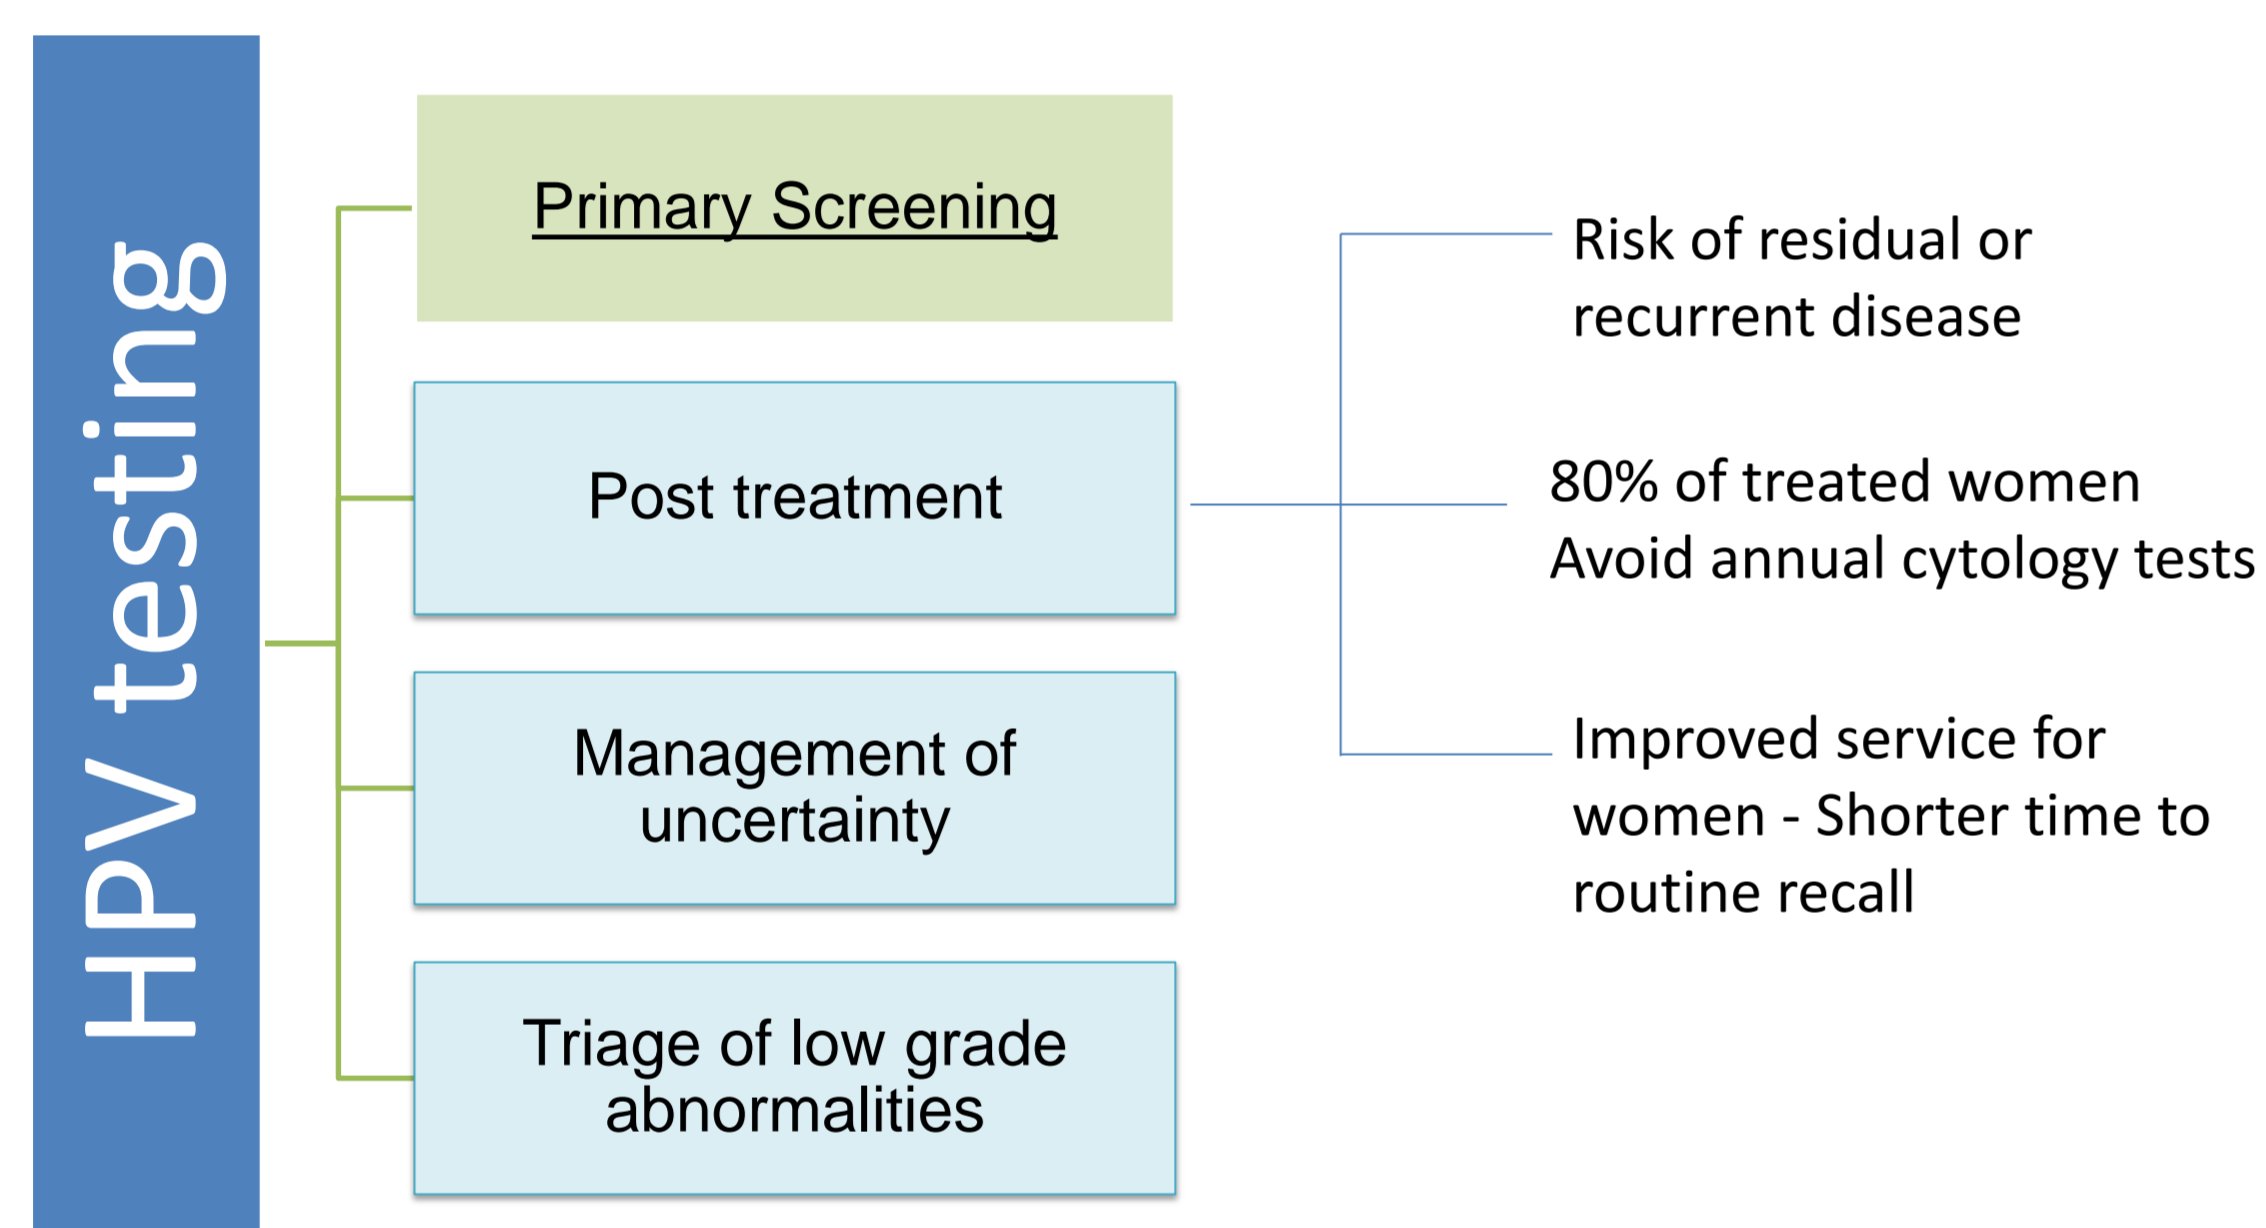 HPV testing
Primary Screening
Post treatment
Management of
uncertainty
Triage of low grade
abnormalities
Risk of residual or
recurrent disease
80% of treated women
Avoid annual cytology tests
Improved service for
women - Shorter time to
routine recall